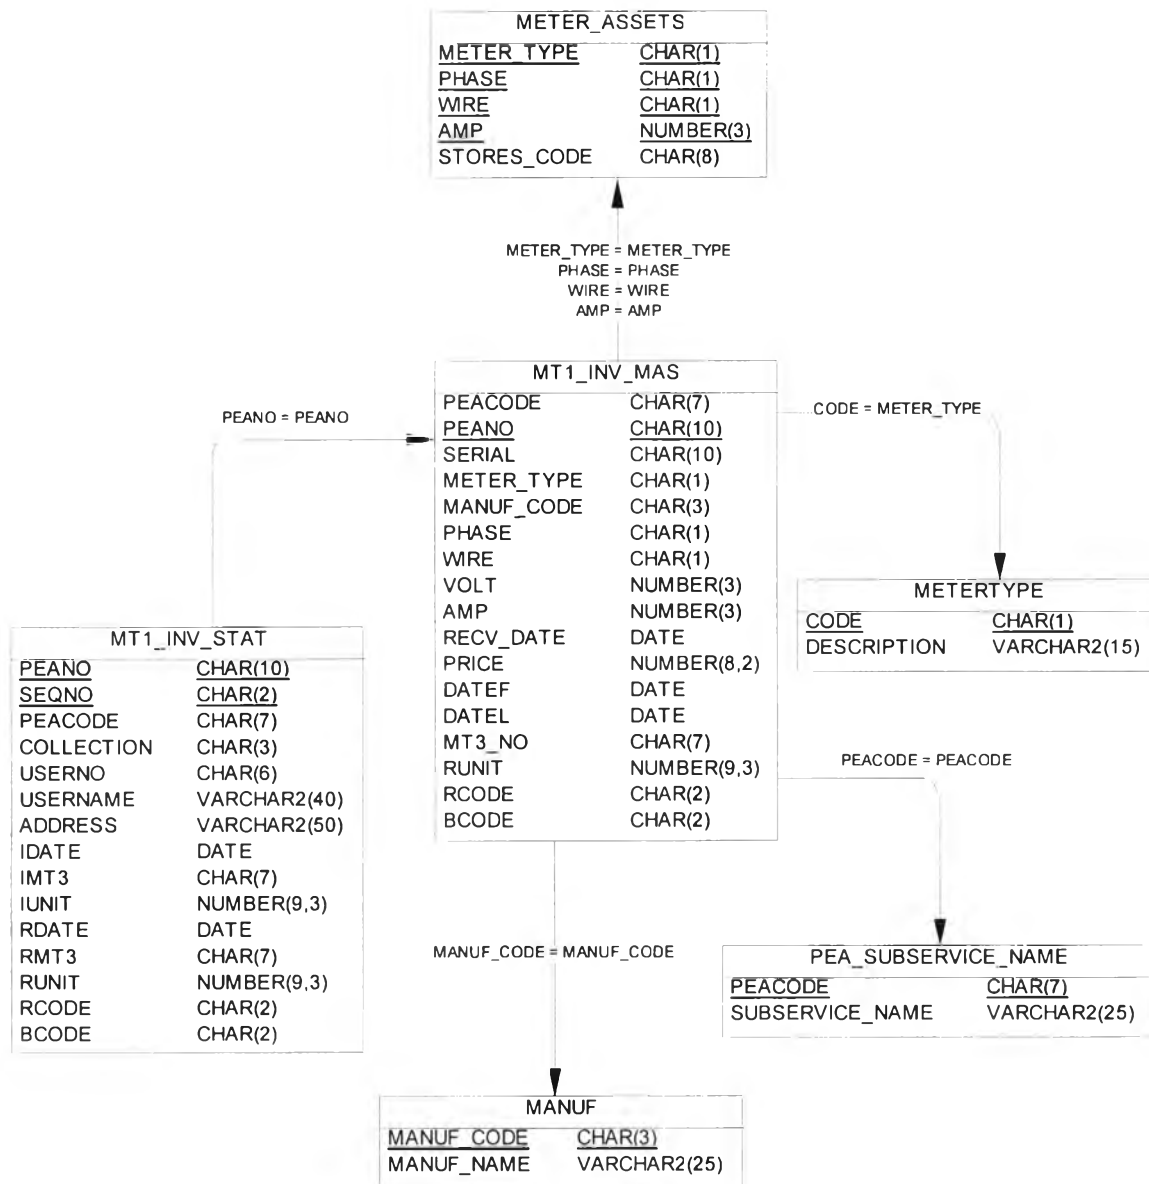 METER_ASSETS
METER_TYPE CHAR(1)
PHASE CHAR(1)
WIRE CHAR(1)
AMP NUMBER(3)
STORES_CODE CHAR(8)
METER_TYPE = METER_TYPE
PHASE = PHASE
WIRE = WIRE
AMP = AMP
MT1_INV_MAS
PEACODE CHAR(7)
PEANO CHAR(10)
SERIAL CHAR(10)
METER_TYPE CHAR(1)
MANUF_CODE CHAR(3)
PHASE CHAR(1)
WIRE CHAR(1)
VOLT NUMBER(3)
AMP NUMBER(3)
RECV_DATE DATE
PRICE NUMBER(8,2)
DATEF DATE
DATEL DATE
MT3_NO CHAR(7)
RUNIT NUMBER(9,3)
RCODE CHAR(2)
BCODE CHAR(2)
PEANO = PEANO
CODE = METER_TYPE
METERTYPE
CODE CHAR(1)
DESCRIPTION VARCHAR2(15)
MT1_INV_STAT
PEANO CHAR(10)
SEQNO CHAR(2)
PEACODE CHAR(7)
COLLECTION CHAR(3)
USERNO CHAR(6)
USERNAME VARCHAR2(40)
ADDRESS VARCHAR2(50)
IDATE DATE
IMT3 CHAR(7)
IUNIT NUMBER(9,3)
RDATE DATE
RMT3 CHAR(7)
RUNIT NUMBER(9,3)
RCODE CHAR(2)
BCODE CHAR(2)
PEACODE = PEACODE
PEA_SUBSERVICE_NAME
PEACODE CHAR(7)
SUBSERVICE_NAME VARCHAR2(25)
MANUF_CODE = MANUF_CODE
MANUF
MANUF_CODE CHAR(3)
MANUF_NAME VARCHAR2(25)